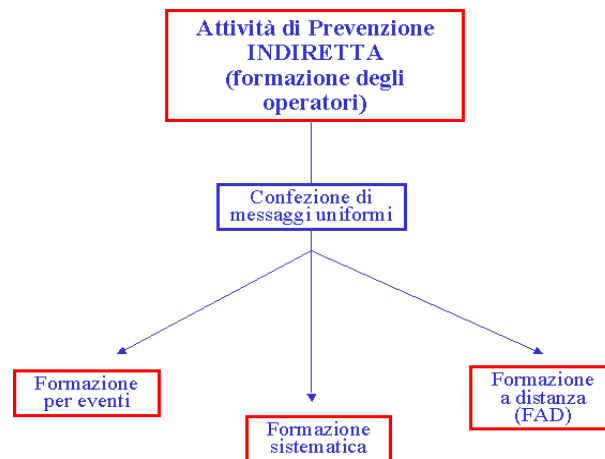 Attività di Prevenzione
INDIRETTA
(formazione degli
operatori)
Confezione di
messaggi uniformi
Formazione
per eventi
Formazione
sistematica
Formazione
a distanza
(FAD)